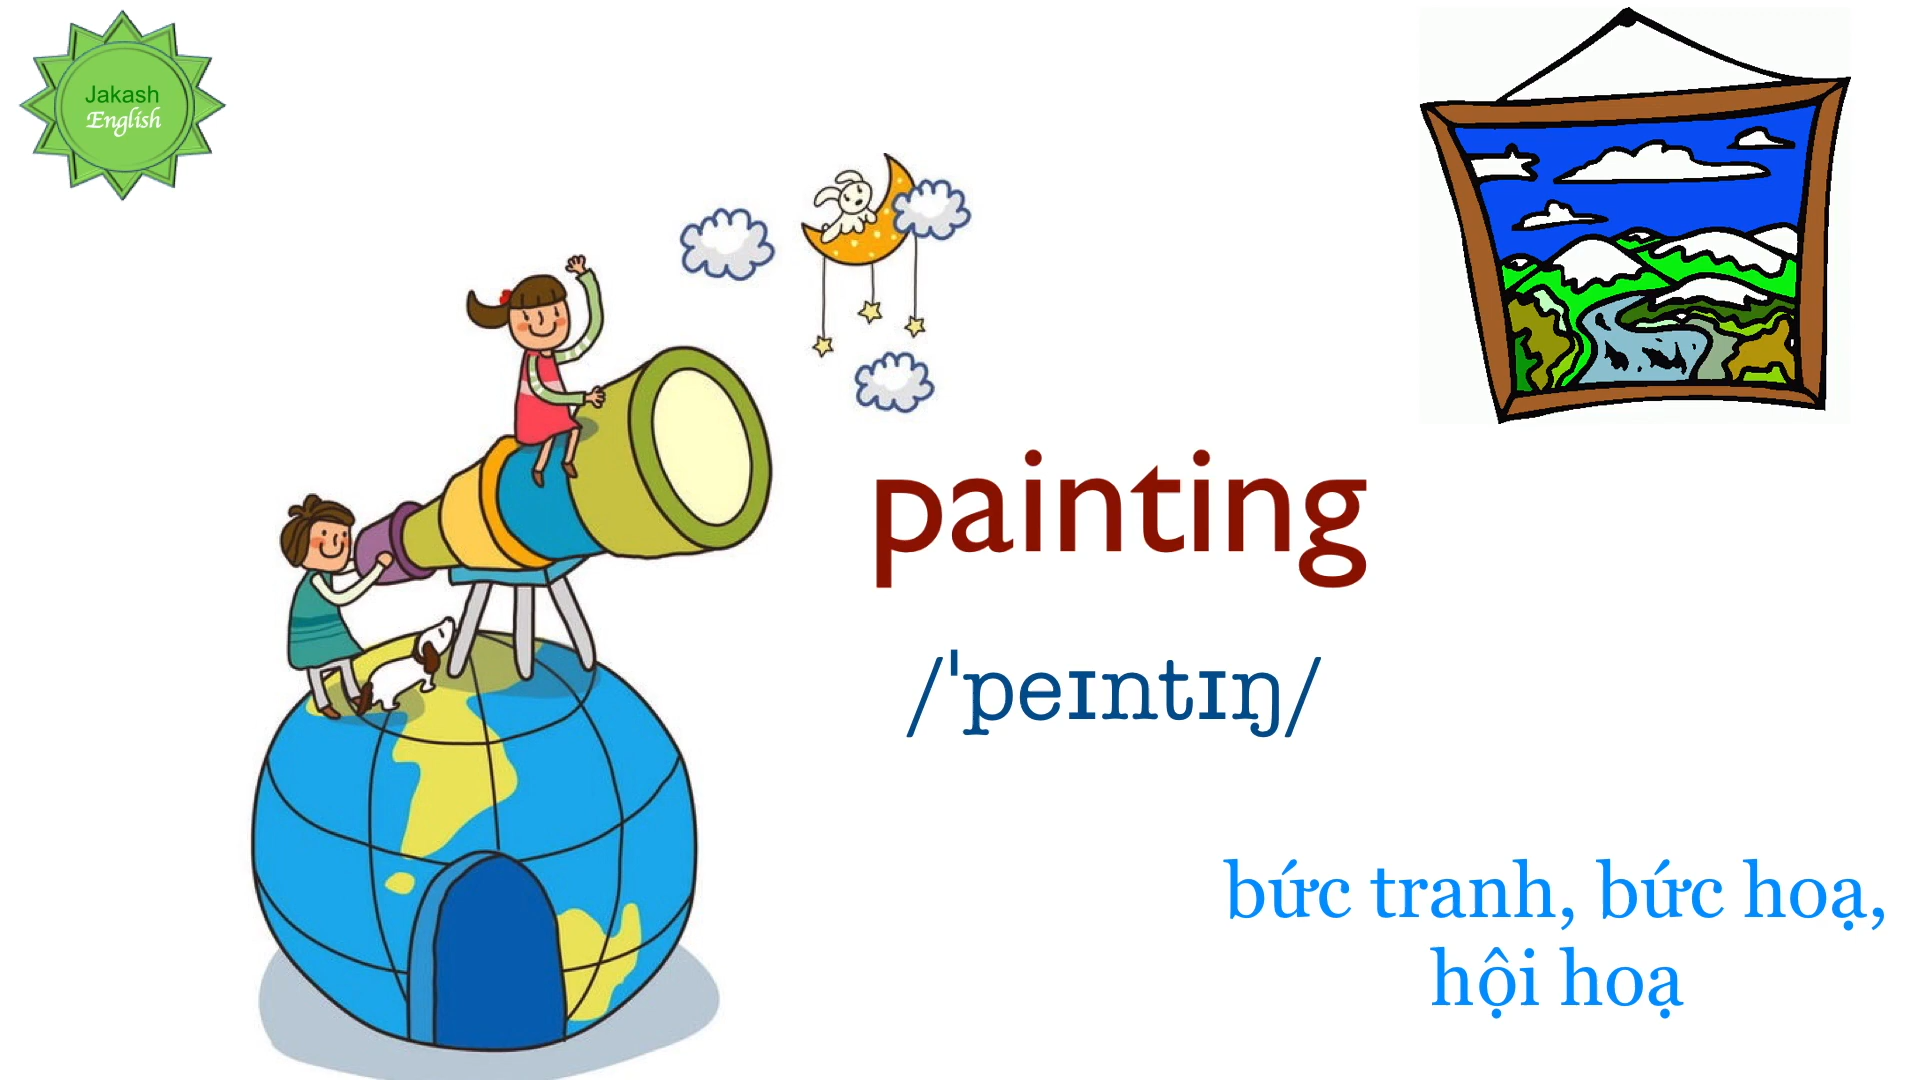 Jakash
English
painting
/ˈpeɪntɪŋ/
bức tranh, bức hoạ,
hội hoạ